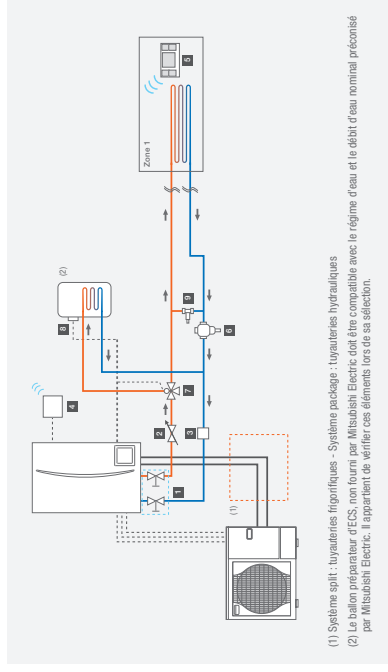 Zone 1
5
(2)
8
9
6
4
7
2
3
1
(1)
(1) Système split : tuyauteries frigorifiques - Système package : tuyauteries hydrauliques
(2) Le ballon préparateur d'ECS, non fourni par Mitsubishi Electric doit être compatible avec le régime d'eau et le débit d'eau nominal préconisé
par Mitsubishi Electric. Il appartient de vérifier ces éléments lors de sa sélection.